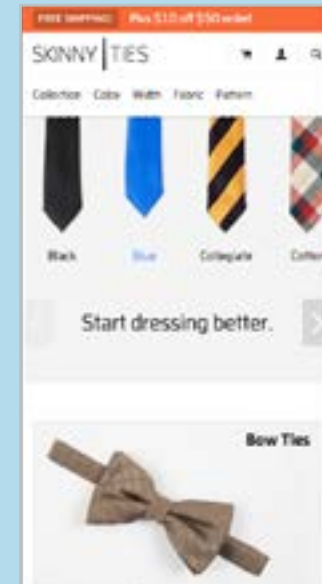 FREE SHIPPING Plus $10 off $50 order!
SKINNY TIES
Collection Color Width Fabric Pattern
Black Blue Collegiate Cotton
Start dressing better.
Bow Ties